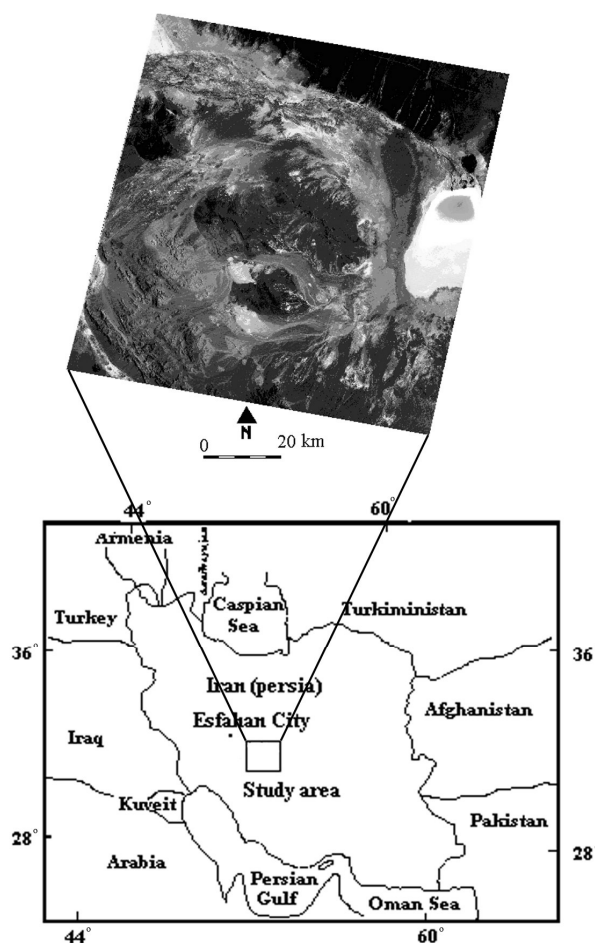 N
0 20 km
44° 60°
Armenia
Turkey
Caspian
Sea
Turkiministan
36° 36
Iran (persia)
Esfahan City
Afghanistan
Iraq
Study area
Kuveit
28° 28
Pakistan
Arabia
Persian
Gulf
Oman Sea
44° 60°